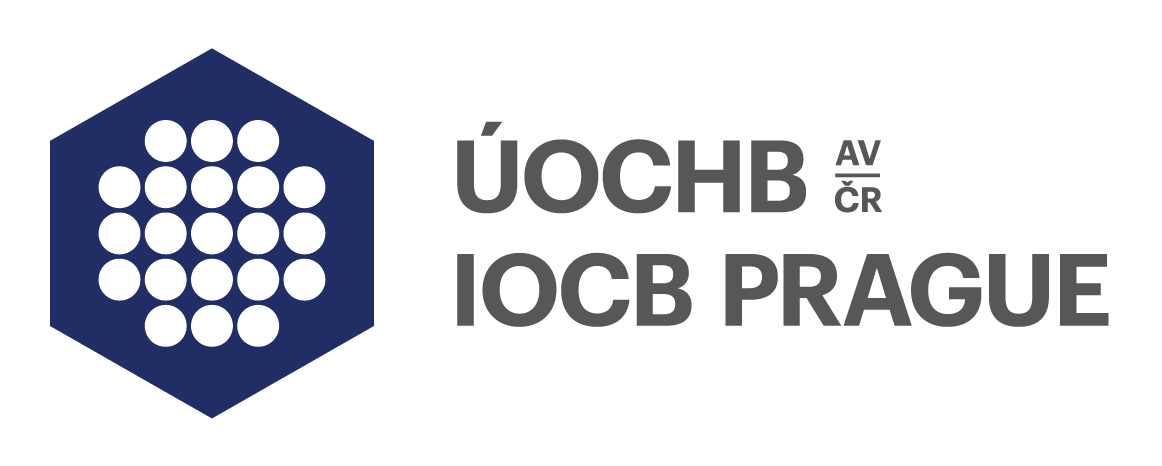 ÚOCHB AV
ČR
IOCB PRAGUE